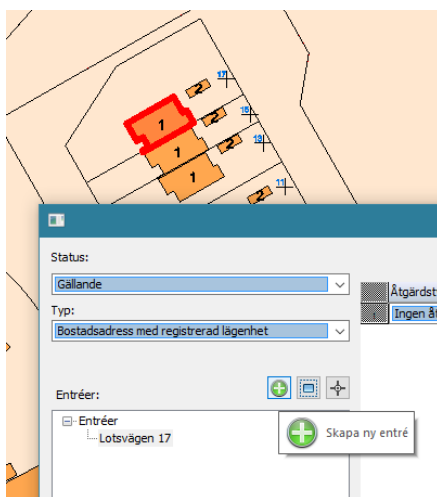 17
2
1
15
2
1
13
2
1
11
2
Status:
Gällande
Åtgärdst
Typ:
1 Ingen åt
Bostadsadress med registrerad lägenhet
Entréer:
Entréer
Skapa ny entré
Lotsvägen 17